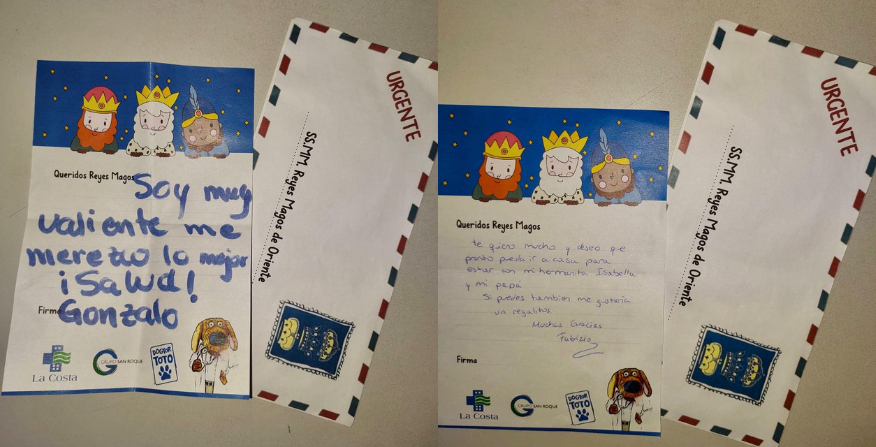 Queridos Reyes Magos
Soy muy
valiente me
merezco lo mejor
¡Salud!
Firma
Gonzalo
La Costa
GRUPO SAN ROQUE
DOCTOR
TOTO
URGENTE
SS.MM. Reyes Magos de Oriente
Queridos Reyes Magos
te quiero mucho y deseo que
pronto pueda ir a casa para
estar con mi hermanita Isabella
y mi papá
Si puedes tambien me gustaria
un regalitos
Muchas Gracias
Fabrizio
Firma
La Costa
GRUPO SAN ROQUE
DOCTOR
TOTO
URGENTE
SS.MM. Reyes Magos de Oriente